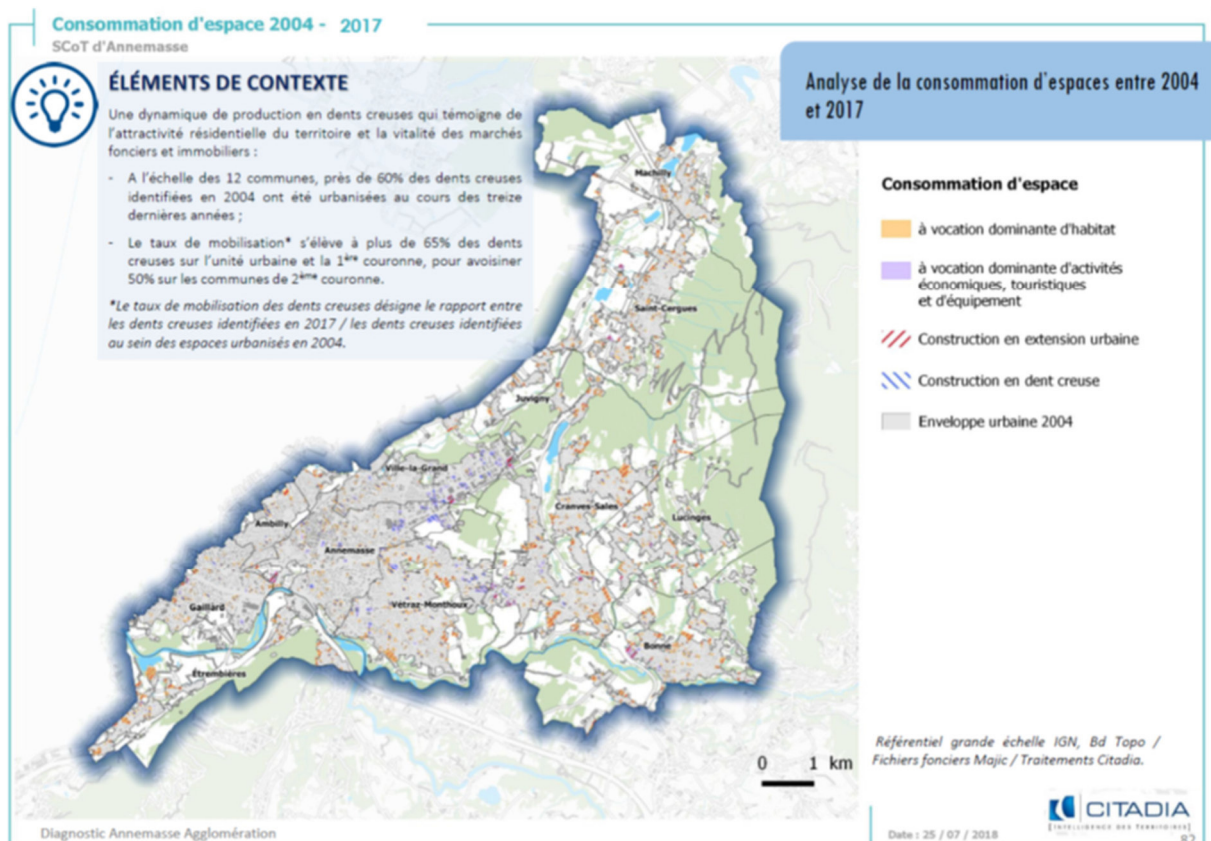 Consommation d'espace 2004 - 2017
SCoT d'Annemasse
ÉLÉMENTS DE CONTEXTE
Une dynamique de production en dents creuses qui témoigne de
l'attractivité résidentielle du territoire et la vitalité des marchés
fonciers et immobiliers :
- A l'échelle des 12 communes, près de 60% des dents creuses
identifiées en 2004 ont été urbanisées au cours des treize
dernières années ;
- Le taux de mobilisation* s'élève à plus de 65% des dents
creuses sur l'unité urbaine et la 1ère couronne, pour avoisiner
50% sur les communes de 2ème couronne.
*Le taux de mobilisation des dents creuses désigne le rapport entre
les dents creuses identifiées en 2017 / les dents creuses identifiées
au sein des espaces urbanisés en 2004.
Analyse de la consommation d'espaces entre 2004
et 2017
Consommation d'espace
à vocation dominante d'habitat
à vocation dominante d'activités
économiques, touristiques
et d'équipement
Construction en extension urbaine
Construction en dent creuse
Enveloppe urbaine 2004
Machilly
Saint-Cergues
Juvigny
Ville-la-Grand
Cranves-Sales
Lucinges
Ambilly
Annemasse
Gaillard
Vétraz-Monthoux
Bonne
Étrembières
0 1 km
Référentiel grande échelle IGN, Bd Topo /
Fichiers fonciers Majic / Traitements Citadia.
CITADIA
[INTELLIGENCE DES TERRITOIRES]
Diagnostic Annemasse Agglomération
Date : 25 / 07 / 2018
82